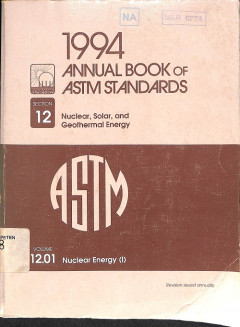 NA
1994
ANNUAL BOOK OF
ASTM STANDARDS
SECTION
12
Nuclear, Solar, and
Geothermal Energy
ASTM
VOLUME
12.01
Nuclear Energy (I)
Revision issued annually